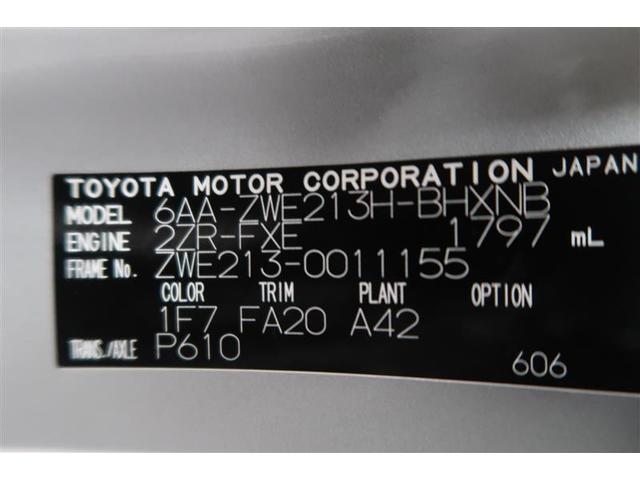 TOYOTA MOTOR CORPORATION JAPAN
MODEL 6AA-ZWE213H-BHXNB
ENGINE 2ZR-FXE 1797 mL
FRAME No. ZWE213-0011155
COLOR TRIM PLANT OPTION
1F7 FA20 A42
TRANS./AXLE P610
606